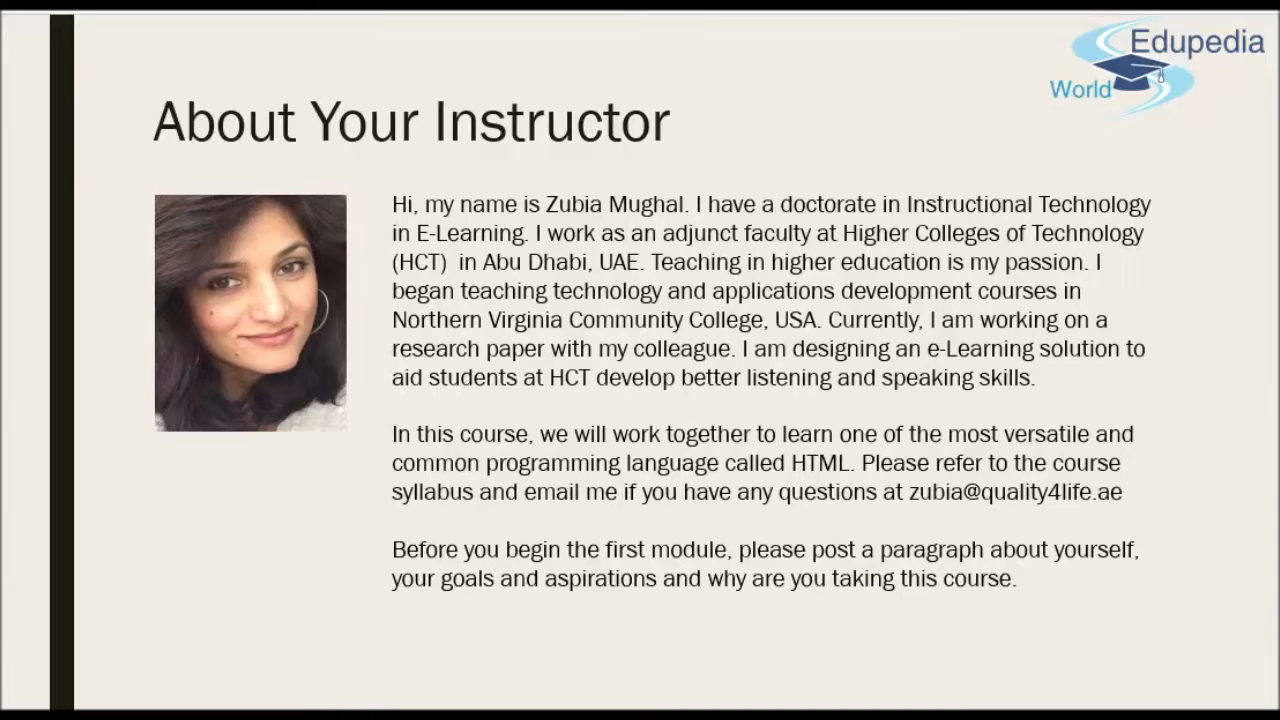 Edupedia
World
About Your Instructor
Hi, my name is Zubia Mughal. I have a doctorate in Instructional Technology
in E-Learning. I work as an adjunct faculty at Higher Colleges of Technology
(HCT)  in Abu Dhabi, UAE. Teaching in higher education is my passion. I
began teaching technology and applications development courses in
Northern Virginia Community College, USA. Currently, I am working on a
research paper with my colleague. I am designing an e-Learning solution to
aid students at HCT develop better listening and speaking skills.
In this course, we will work together to learn one of the most versatile and
common programming language called HTML. Please refer to the course
syllabus and email me if you have any questions at zubia@quality4life.ae
Before you begin the first module, please post a paragraph about yourself,
your goals and aspirations and why are you taking this course.